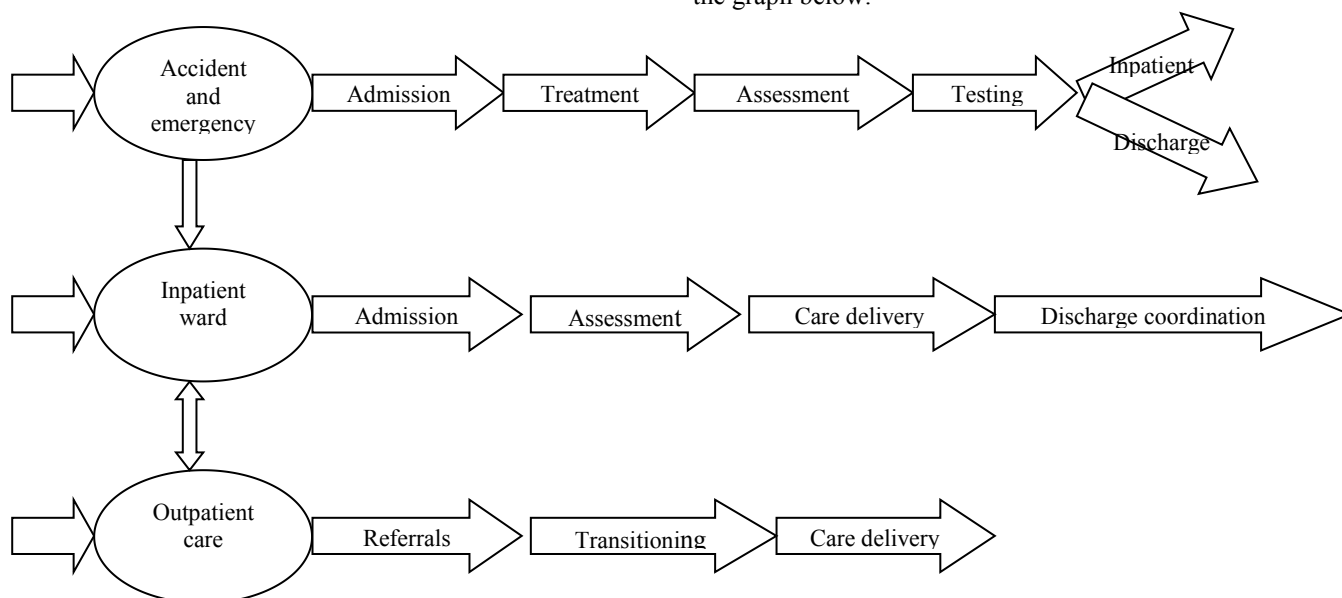 the graph below.
Accident
and
emergency
Admission
Treatment
Assessment
Testing
Inpatient
Discharge
Inpatient
ward
Admission
Assessment
Care delivery
Discharge coordination
Outpatient
care
Referrals
Transitioning
Care delivery